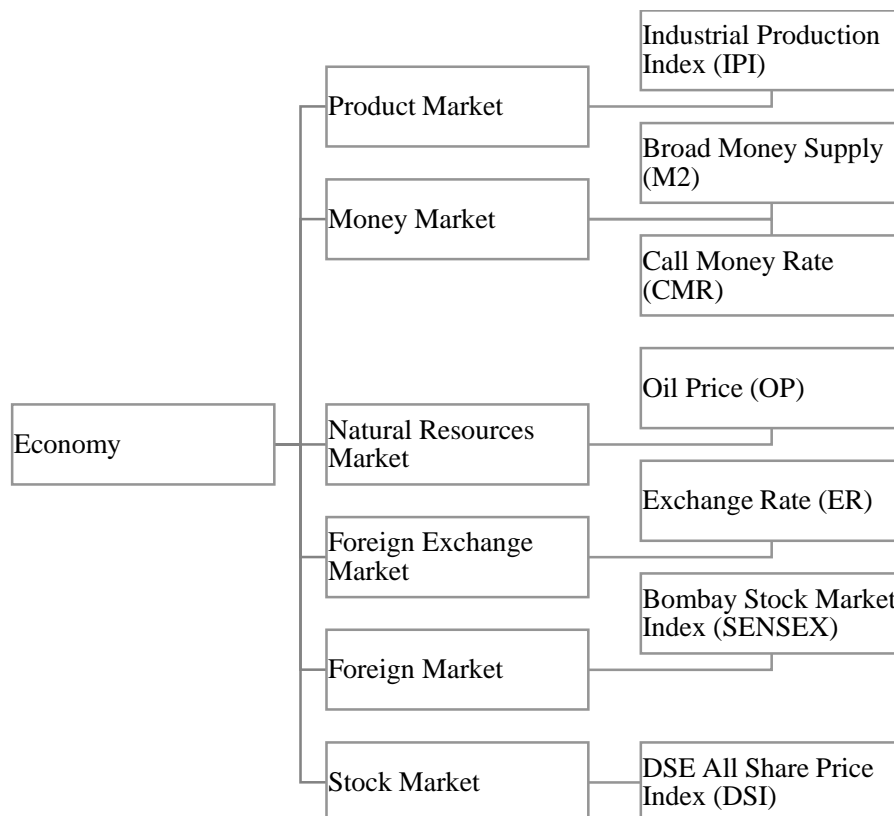 Industrial Production
Index (IPI)
Product Market
Broad Money Supply
(M2)
Money Market
Call Money Rate
(CMR)
Oil Price (OP)
Economy
Natural Resources
Market
Exchange Rate (ER)
Foreign Exchange
Market
Bombay Stock Market
Index (SENSEX)
Foreign Market
Stock Market
DSE All Share Price
Index (DSI)